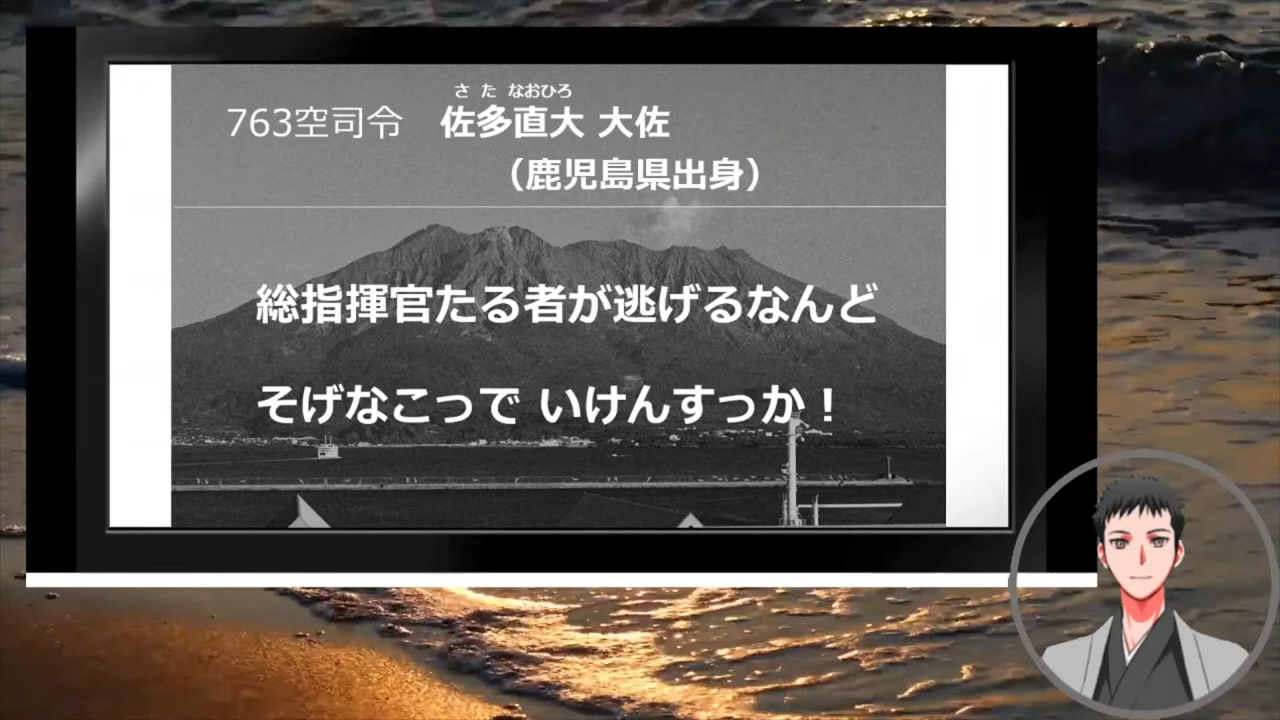 さ た なおひろ
763空司令 佐多直大 大佐
（鹿児島県出身）
総指揮官たる者が逃げるなんど
そげなこっで いけんすっか！